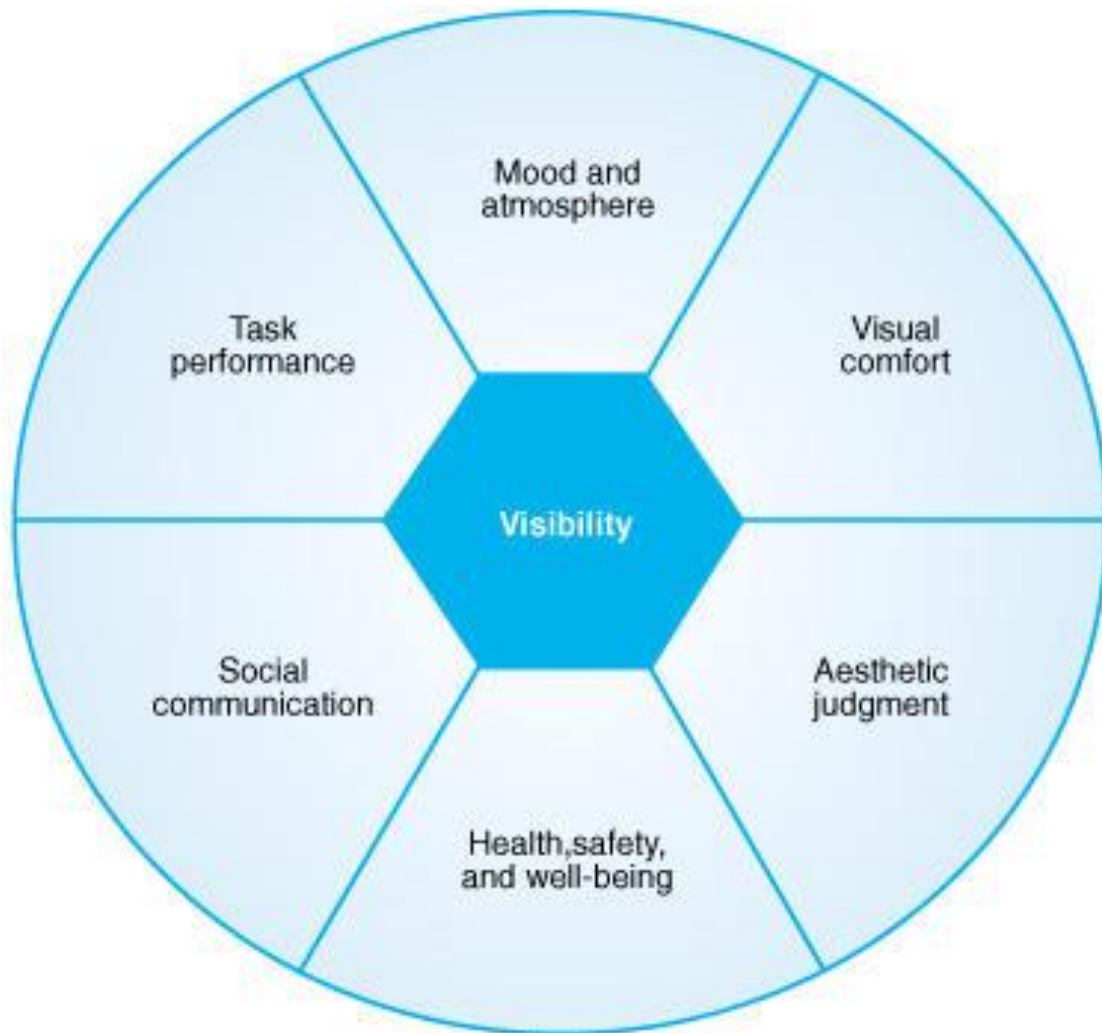 Mood and
atmosphere
Task
performance
Visual
comfort
Visibility
Social
communication
Aesthetic
judgment
Health,safety,
and well-being